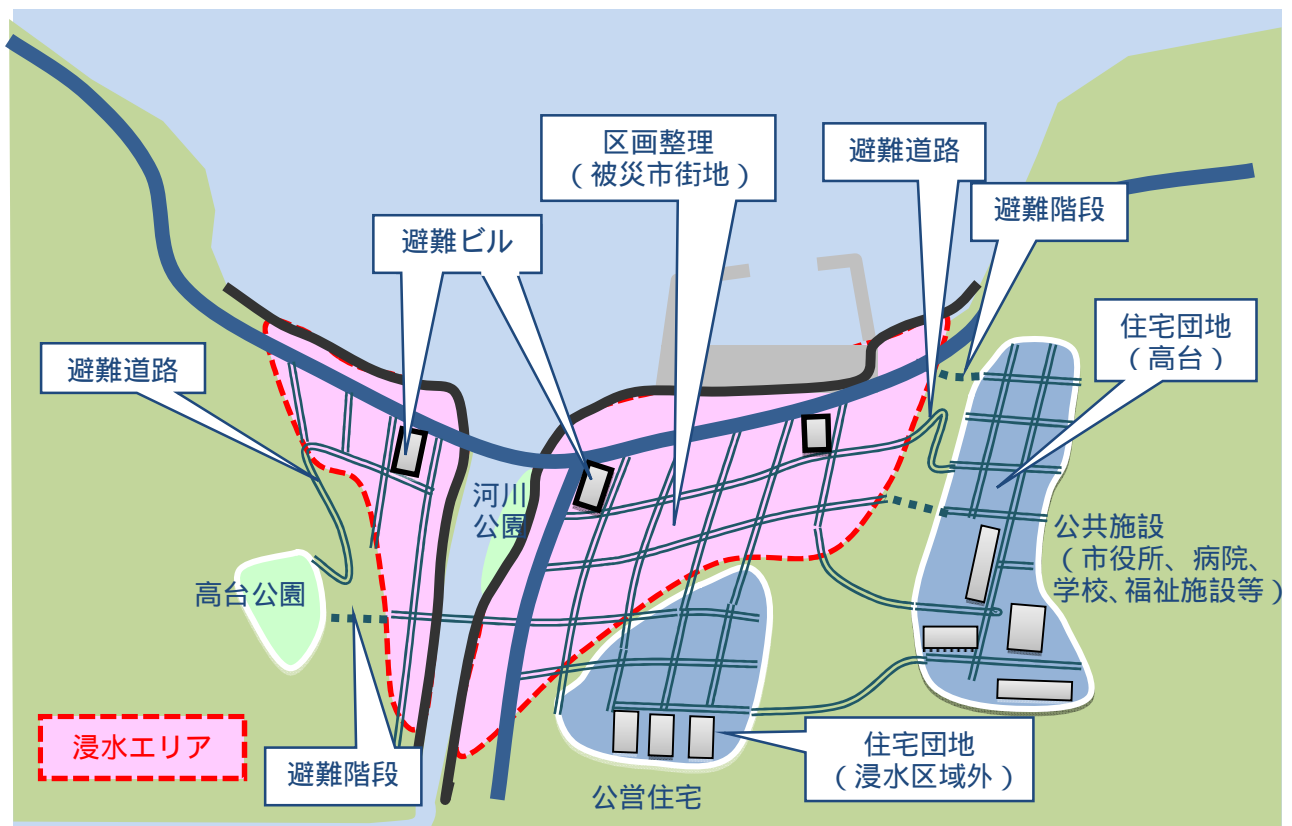 区画整理
（被災市街地）
避難道路
避難階段
避難ビル
住宅団地
（高台）
避難道路
河川
公園
公共施設
（市役所、病院、
学校、福祉施設等）
高台公園
浸水エリア
避難階段
住宅団地
（浸水区域外）
公営住宅